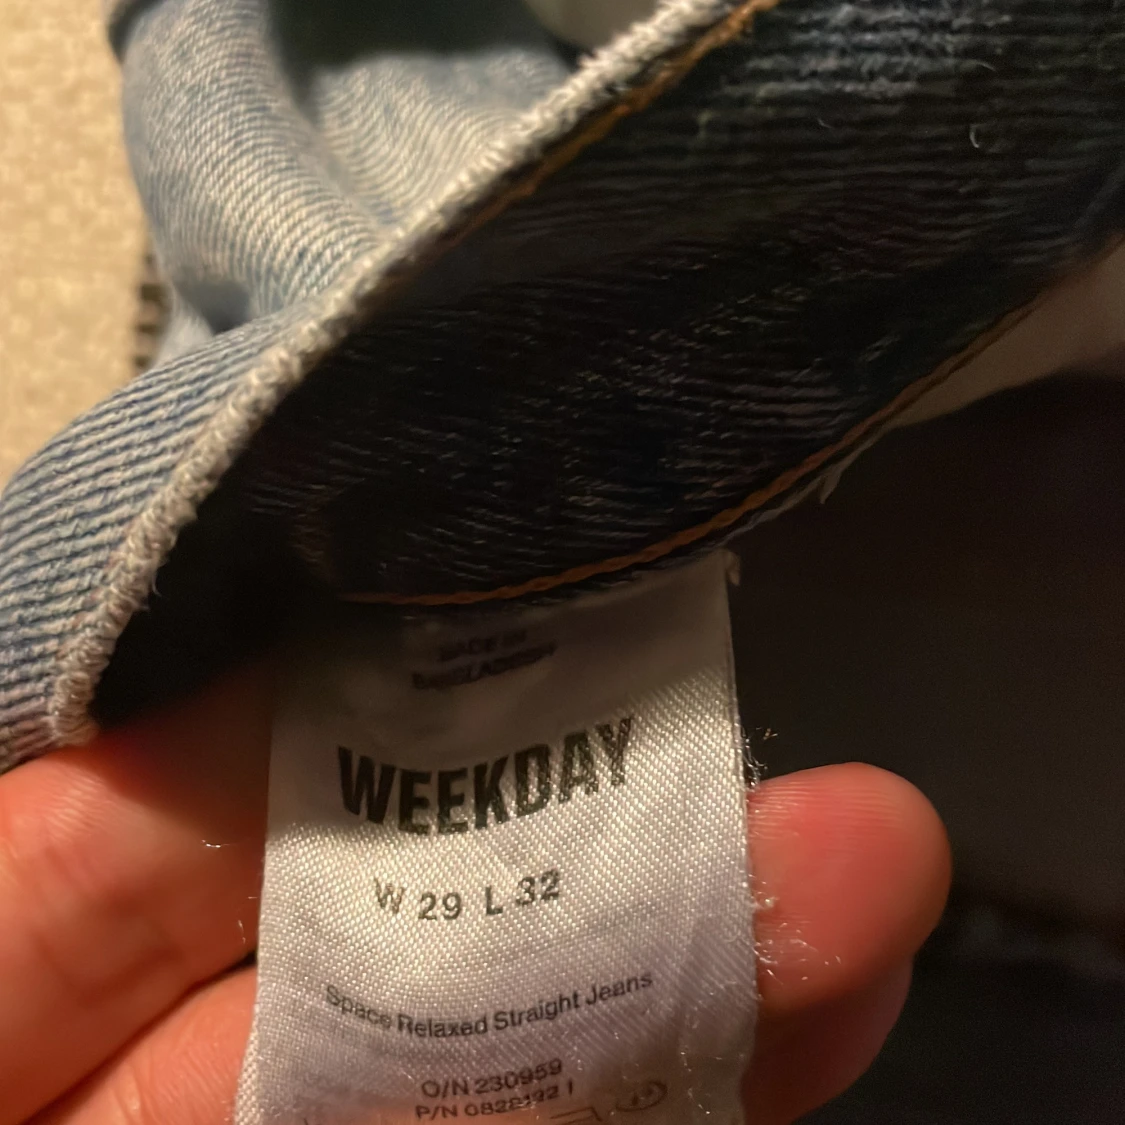 MADE IN
BANGLADESH
WEEKDAY
W 29 L 32
Space Relaxed Straight Jeans
O/N 230959
P/N